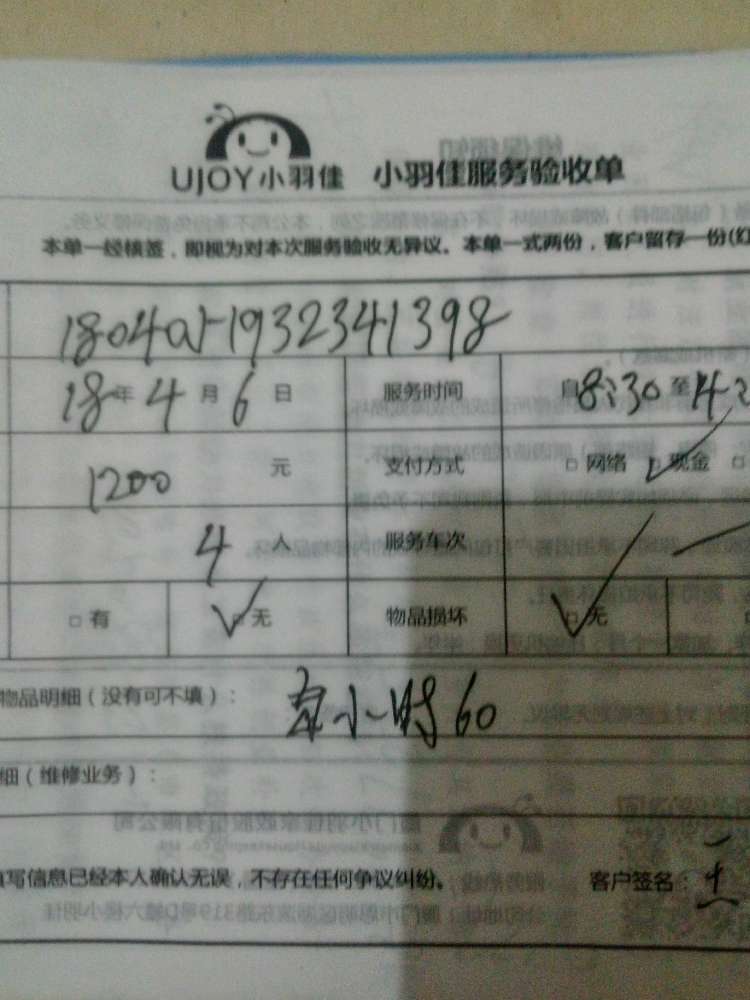 UJOY小羽佳 小羽佳服务验收单
本单一经核签，即视为对本次服务验收无异议。本单一式两份，客户留存一份(红
18年4月6日 服务时间 自8:30至
1200元 支付方式 □网络 □现金 □
4人 服务车次
□有 □无 物品损坏 □无
物品明细（没有可不填）： 每小时60
细（维修业务）：
填写信息已经本人确认无误，不存在任何争议纠纷。 客户签名：